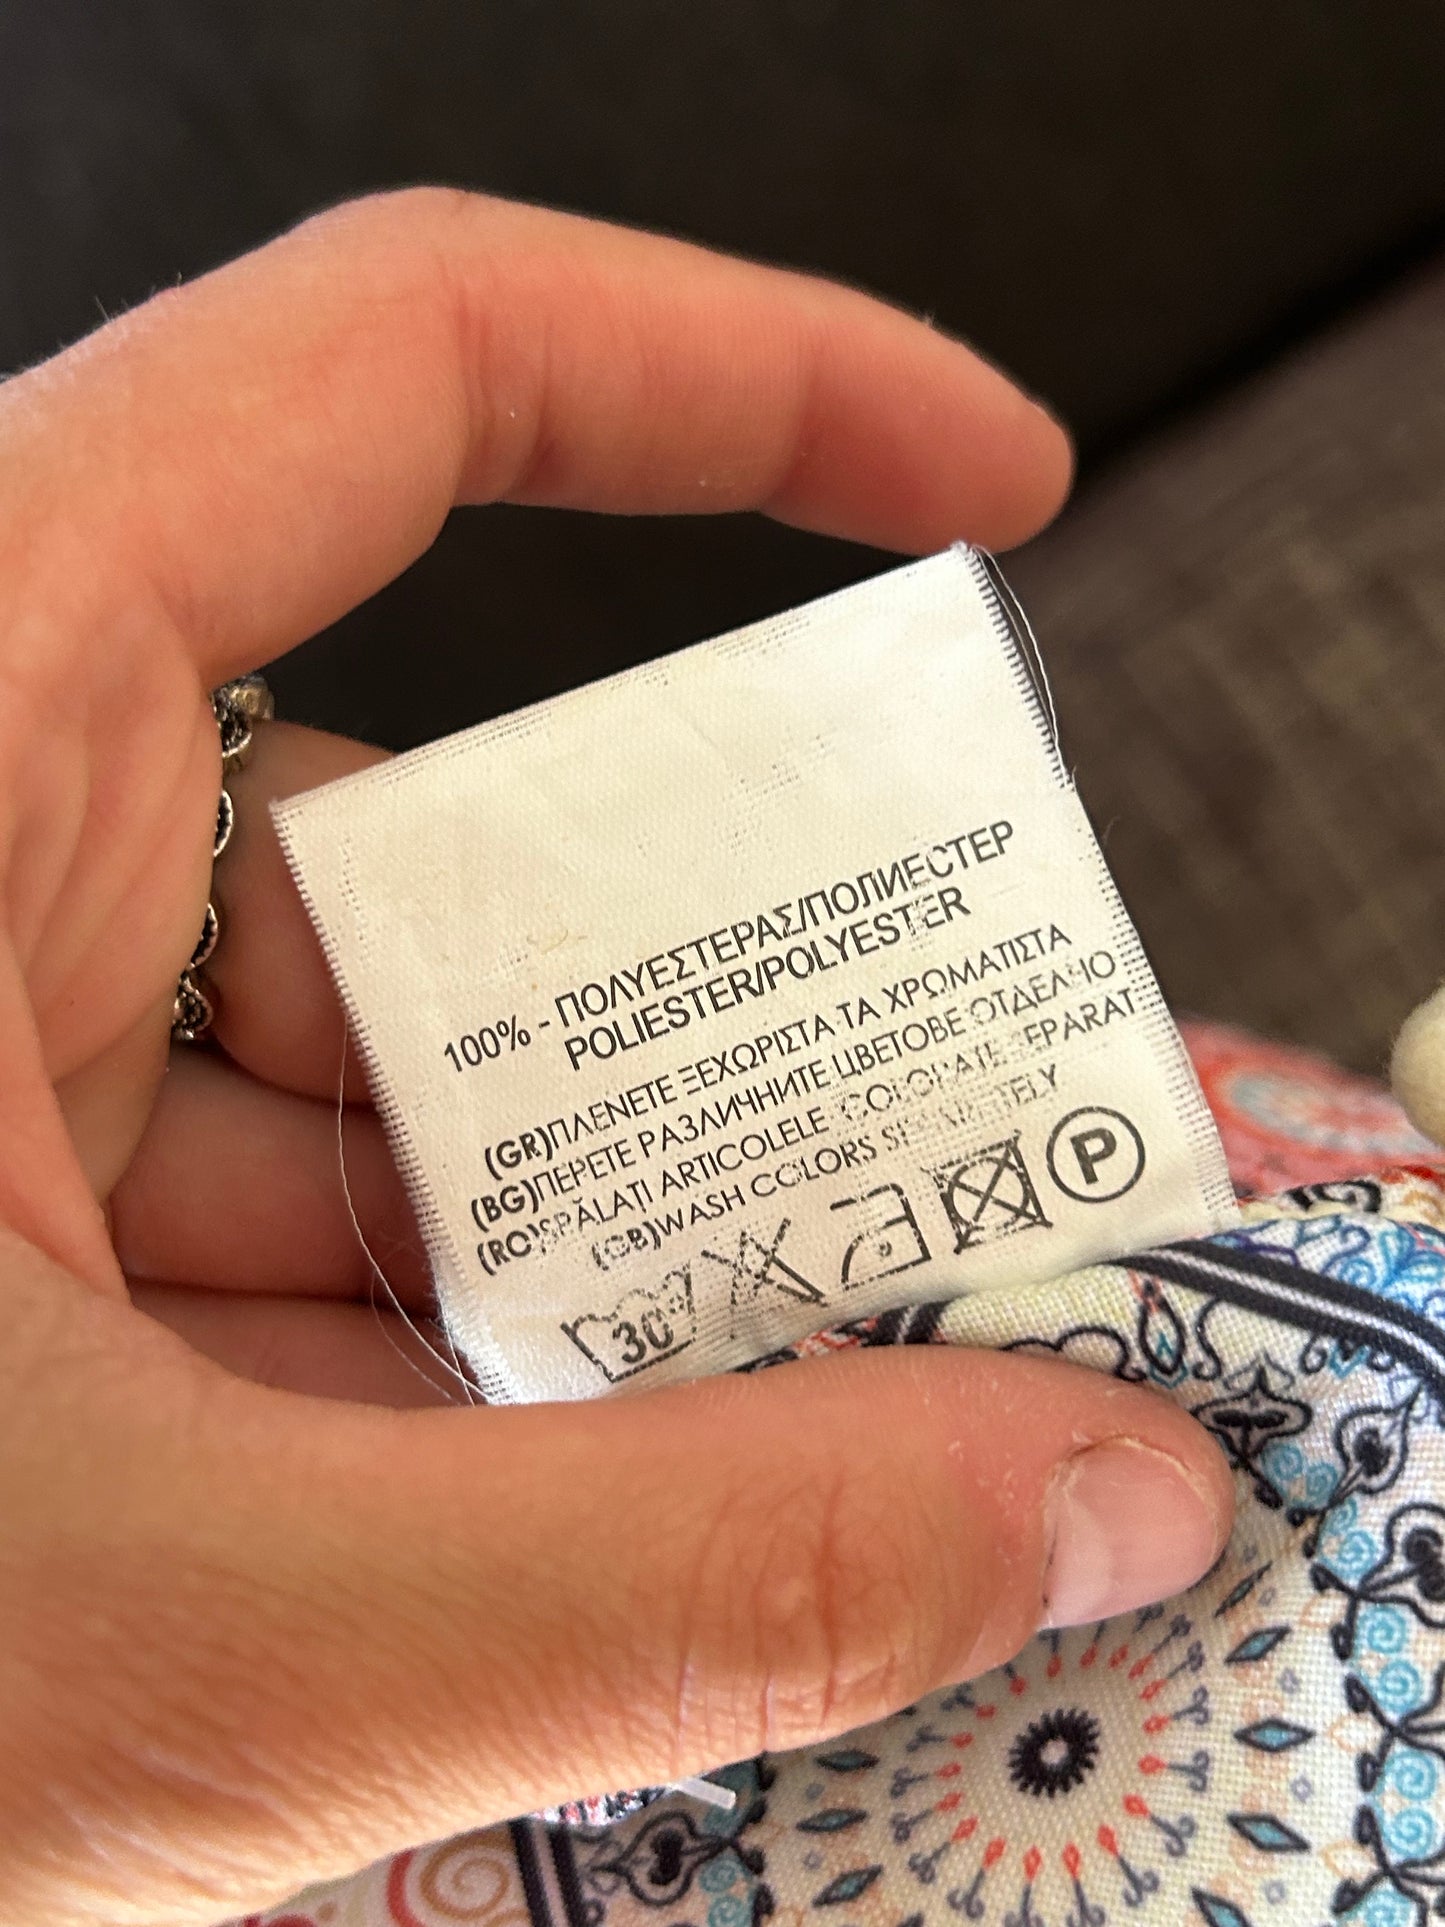 100% - ΠΟΛΥΕΣΤΕΡΑΣ/ПОЛИЕСТЕР
POLIESTER/POLYESTER
(GR)ΠΛΕΝΕΤΕ ΞΕΧΩΡΙΣΤΑ ΤΑ ΧΡΩΜΑΤΙΣΤΑ
(BG)ПЕРЕТЕ РАЗЛИЧНИТЕ ЦВЕТОВЕ ОТДЕЛНО
(RO)SPĂLAȚI ARTICOLELE COLORATE SEPARAT
(GB)WASH COLORS SEPARATELY
30° P